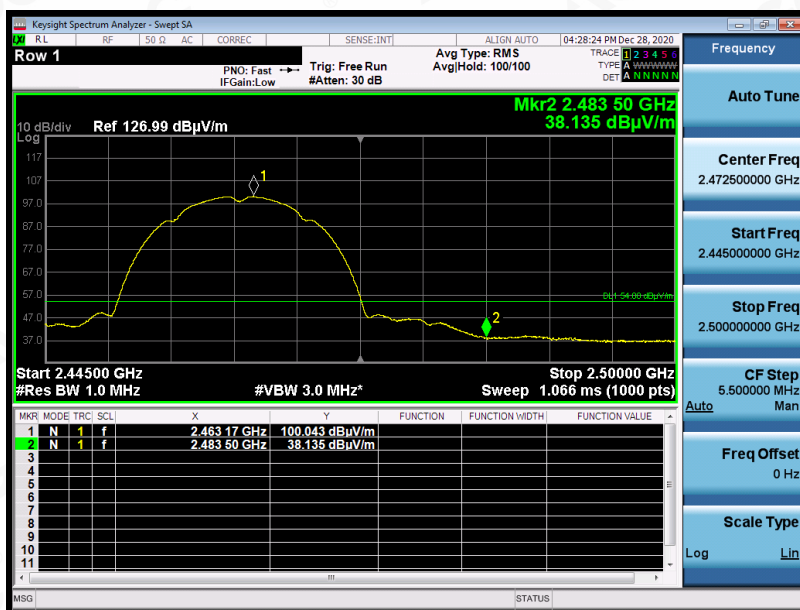 Keysight Spectrum Analyzer - Swept SA
LXI RL RF 50 Ω AC CORREC SENSE:INT ALIGN AUTO 04:28:24 PM Dec 28, 2020
Row 1
PNO: Fast
IFGain:Low
Trig: Free Run
#Atten: 30 dB
Avg Type: RMS
Avg|Hold: 100/100
TRACE 1 2 3 4 5 6
TYPE A WWWWW
DET A N N N N N
Mkr2 2.483 50 GHz
38.135 dBµV/m
10 dB/div Ref 126.99 dBµV/m
Log
117
107
97.0
87.0
77.0
67.0
57.0
47.0
37.0
1
2
DL1 54.00 dBµV/m
Start 2.44500 GHz Stop 2.50000 GHz
#Res BW 1.0 MHz #VBW 3.0 MHz* Sweep 1.066 ms (1000 pts)
MKR MODE TRC SCL X Y FUNCTION FUNCTION WIDTH FUNCTION VALUE
1 N 1 f 2.463 17 GHz 100.043 dBµV/m
2 N 1 f 2.483 50 GHz 38.135 dBµV/m
3
4
5
6
7
8
9
10
11
MSG STATUS
Frequency
Auto Tune
Center Freq
2.472500000 GHz
Start Freq
2.445000000 GHz
Stop Freq
2.500000000 GHz
CF Step
5.500000 MHz
Auto Man
Freq Offset
0 Hz
Scale Type
Log Lin